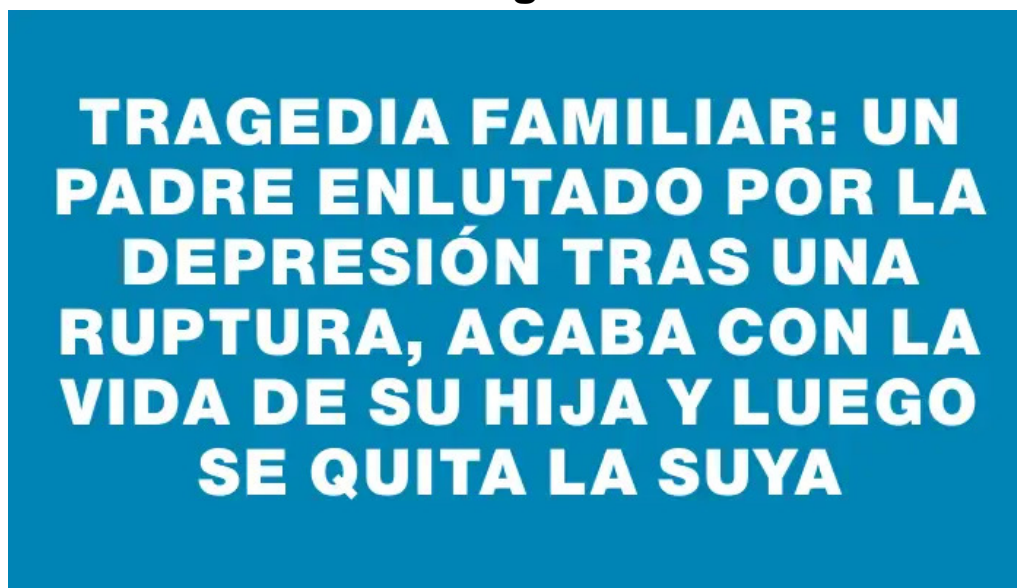 TRAGEDIA FAMILIAR: UN
PADRE ENLUTADO POR LA
DEPRESIÓN TRAS UNA
RUPTURA, ACABA CON LA
VIDA DE SU HIJA Y LUEGO
SE QUITA LA SUYA